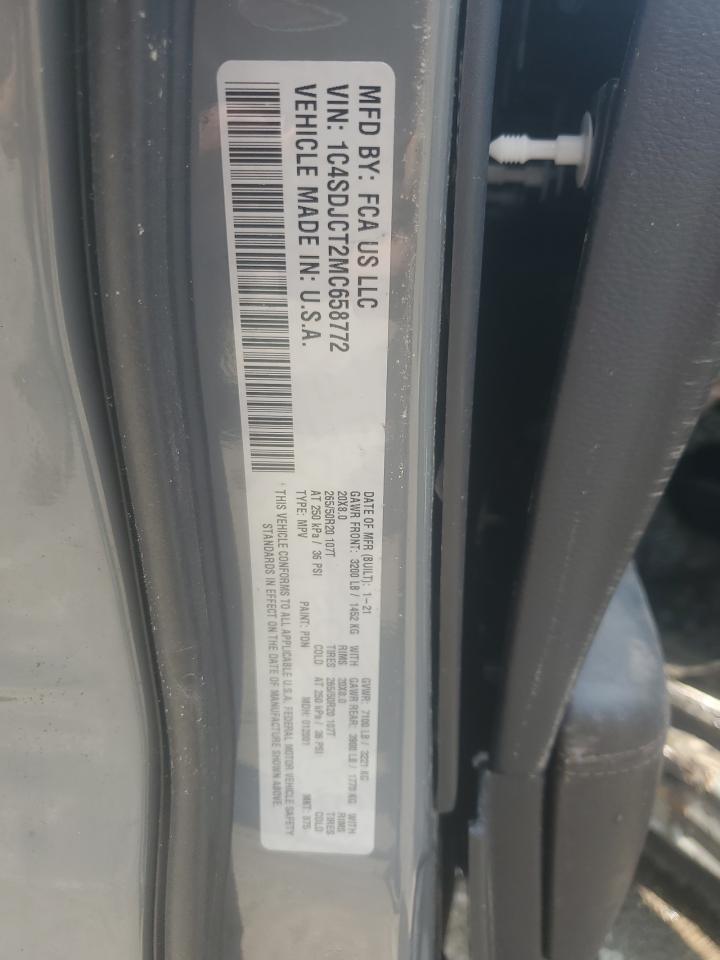 MFD BY: FCA US LLC
VIN: 1C4SDJCT2MC658772
VEHICLE MADE IN: U.S.A.
DATE OF MFR (BUILT): 1-21 GVWR: 7100 LB / 3221 KG
GAWR FRONT: 3200 LB / 1452 KG WITH GAWR REAR: 3900 LB / 1770 KG WITH
20X8.0 RIMS 20X8.0 RIMS
265/50R20 107T TIRES 265/50R20 107T TIRES
AT 250 kPa / 36 PSI COLD AT 250 kPa / 36 PSI COLD
TYPE: MPV PAINT: PDN MDH: MKT:
THIS VEHICLE CONFORMS TO ALL APPLICABLE U.S.A. FEDERAL MOTOR VEHICLE SAFETY
STANDARDS IN EFFECT ON THE DATE OF MANUFACTURE SHOWN ABOVE.